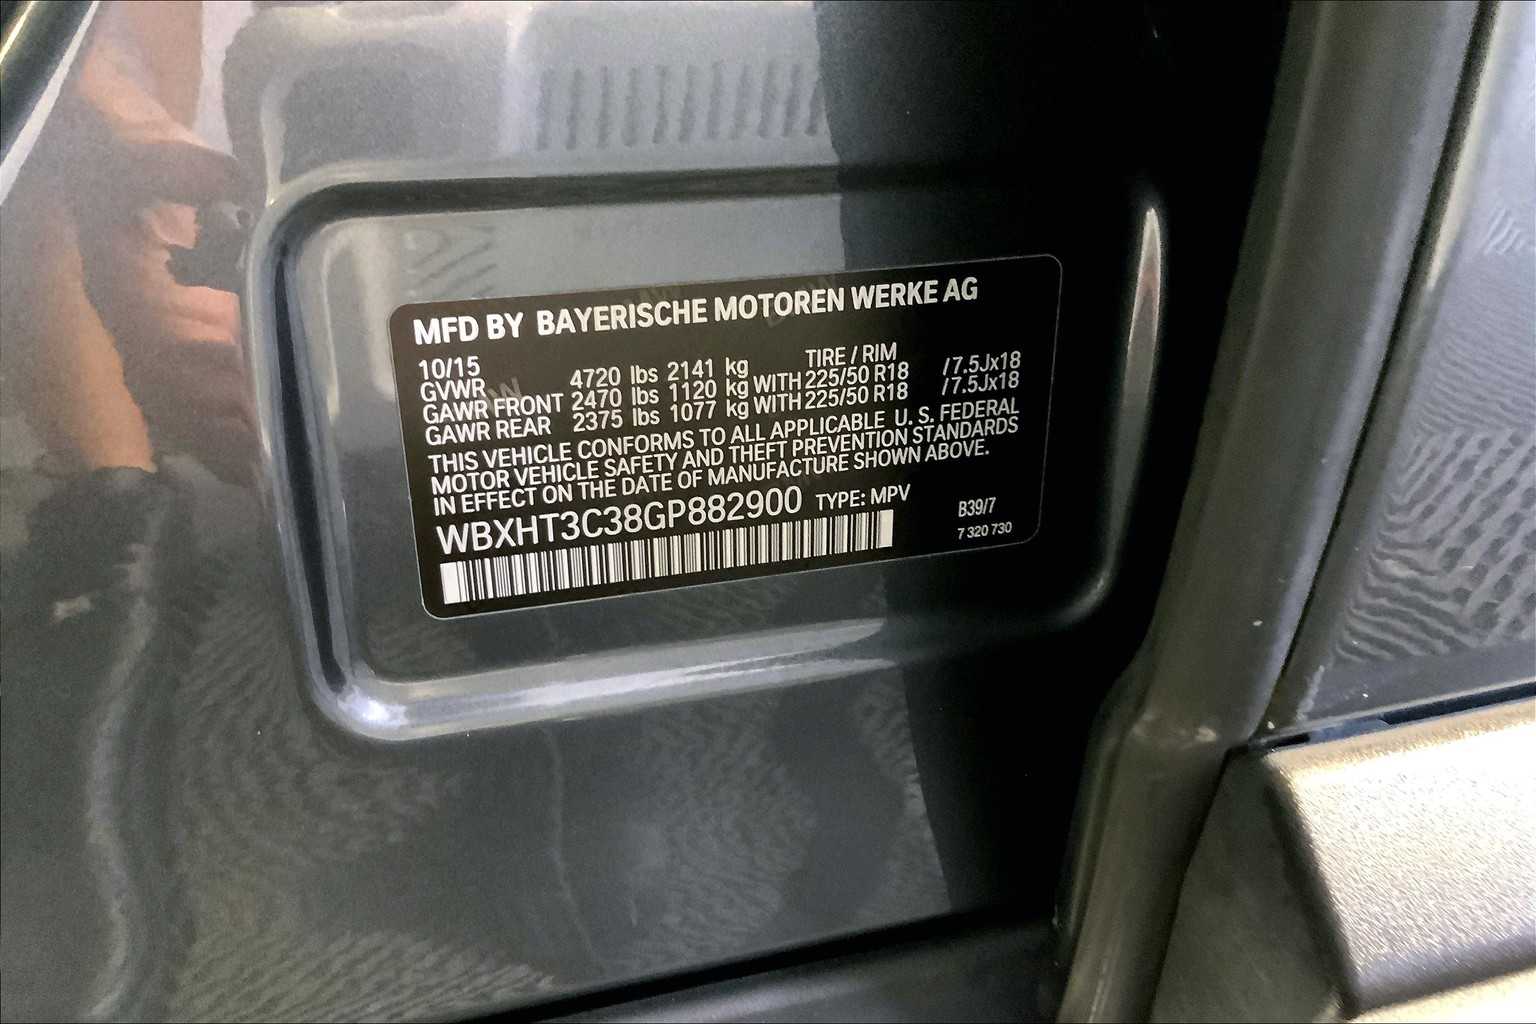 MFD BY BAYERISCHE MOTOREN WERKE AG
10/15 TIRE / RIM
GVWR 4720 lbs 2141 kg
GAWR FRONT 2470 lbs 1120 kg WITH 225/50 R18 /7.5Jx18
GAWR REAR 2375 lbs 1077 kg WITH 225/50 R18 /7.5Jx18
THIS VEHICLE CONFORMS TO ALL APPLICABLE U. S. FEDERAL
MOTOR VEHICLE SAFETY AND THEFT PREVENTION STANDARDS
IN EFFECT ON THE DATE OF MANUFACTURE SHOWN ABOVE.
WBXHT3C38GP882900 TYPE: MPV B39/7
7 320 730